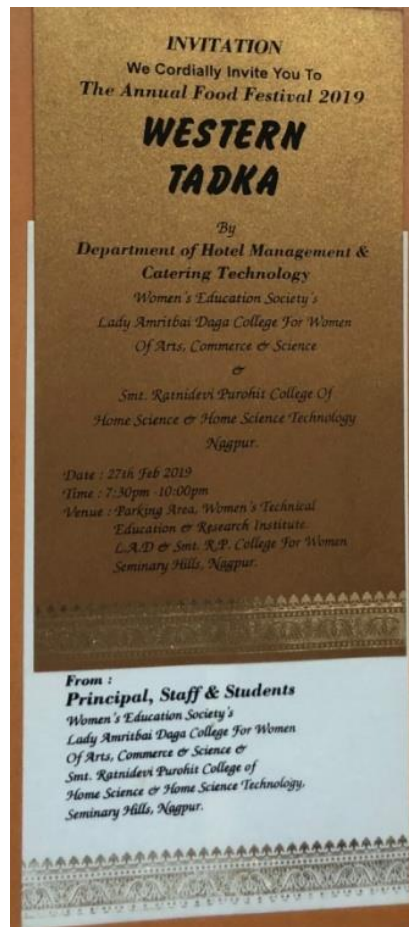 INVITATION
We Cordially Invite You To
The Annual Food Festival 2019
WESTERN
TADKA
By
Department of Hotel Management &
Catering Technology
Women's Education Society's
Lady Amritbai Daga College For Women
Of Arts, Commerce & Science
&
Smt. Ratnidevi Purohit College Of
Home Science & Home Science Technology
Nagpur.
Date : 27th Feb 2019
Time : 7:30pm -10:00pm
Venue : Parking Area, Women's Technical
Education & Research Institute.
L.A.D & Smt. R.P. College For Women
Seminary Hills, Nagpur.
From :
Principal, Staff & Students
Women's Education Society's
Lady Amritbai Daga College For Women
Of Arts, Commerce & Science &
Smt. Ratnidevi Purohit College of
Home Science & Home Science Technology,
Seminary Hills, Nagpur.